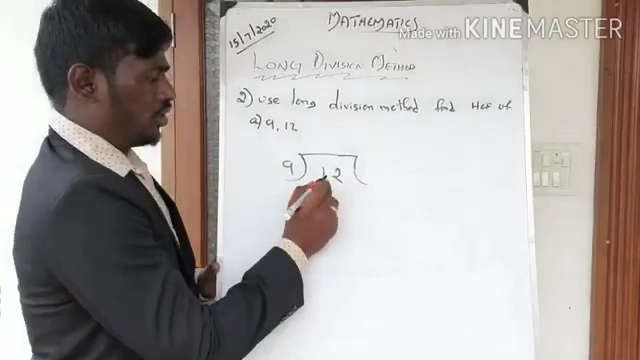 15/7/2020
MATHEMATICS
Made with KINEMASTER
LONG DIVISION METHOD
2) use long division method find HCF of
a) 9, 12
9) 12 (